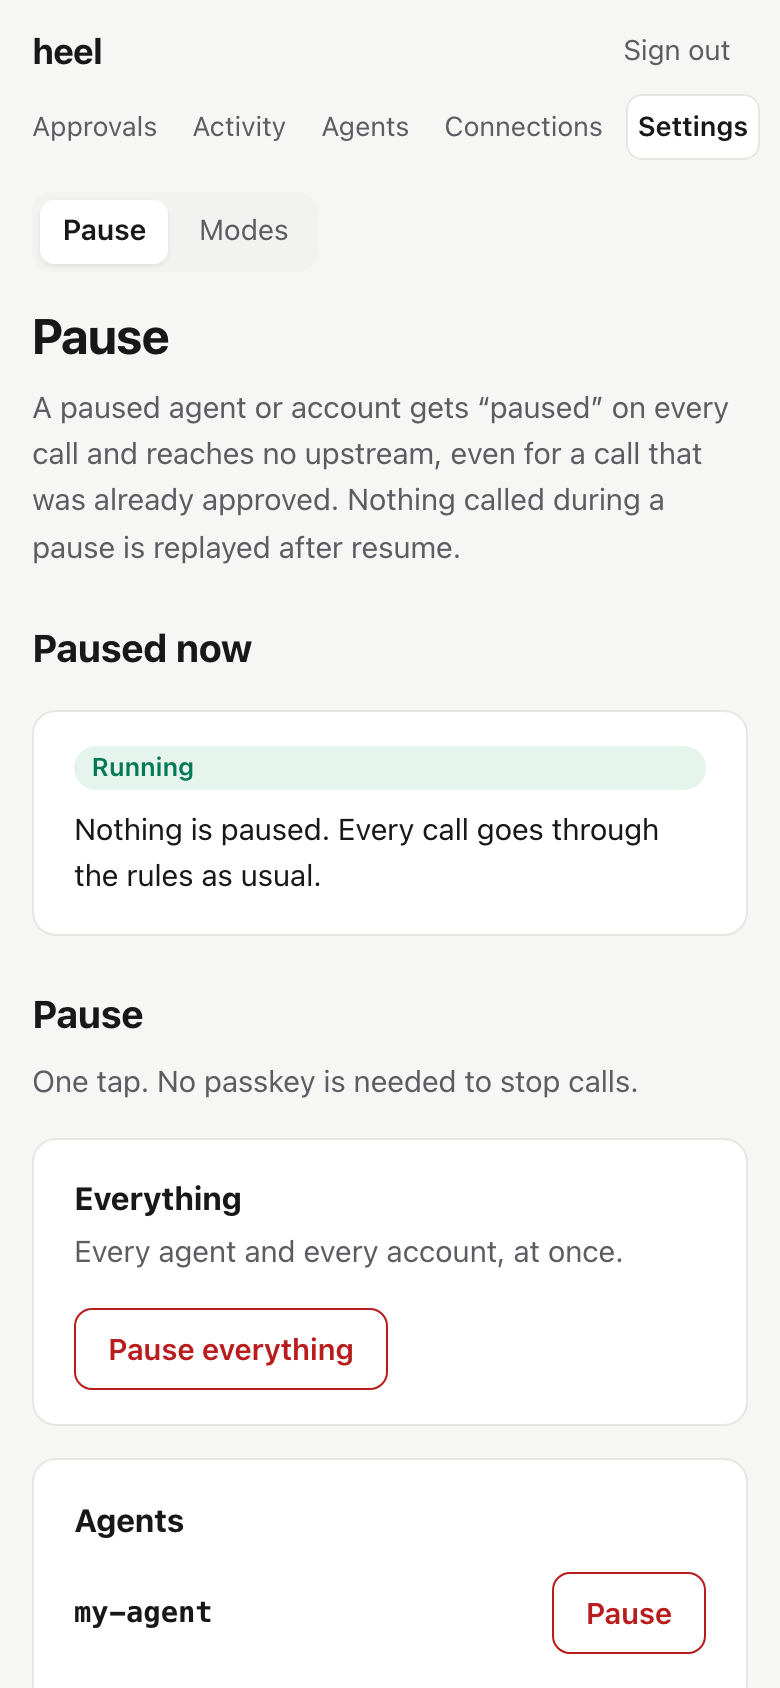 heel
Sign out
Approvals
Activity
Agents
Connections
Settings
Pause
Modes
Pause
A paused agent or account gets “paused” on every
call and reaches no upstream, even for a call that
was already approved. Nothing called during a
pause is replayed after resume.
Paused now
Running
Nothing is paused. Every call goes through
the rules as usual.
Pause
One tap. No passkey is needed to stop calls.
Everything
Every agent and every account, at once.
Pause everything
Agents
my-agent
Pause